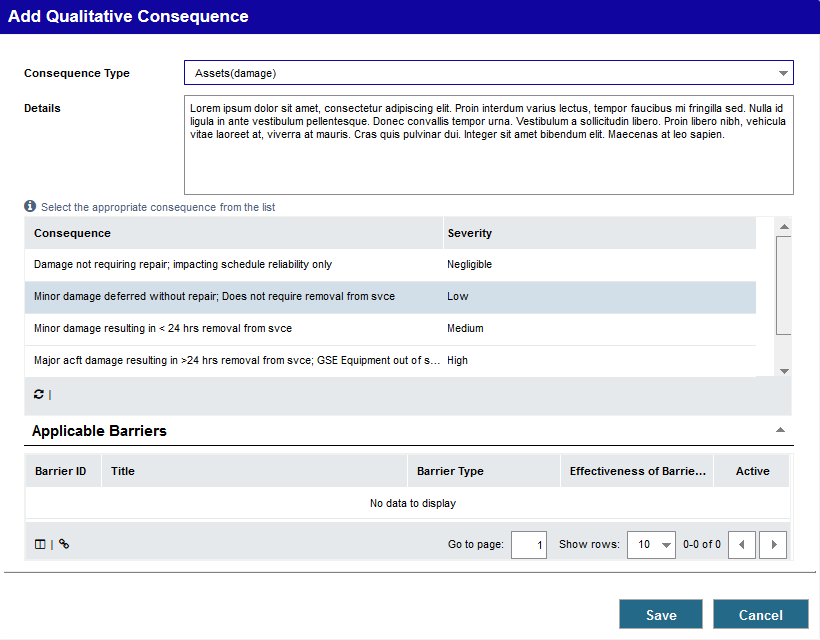 Add Qualitative Consequence
Consequence Type
Assets(damage)
Details
Lorem ipsum dolor sit amet, consectetur adipiscing elit. Proin interdum varius lectus, tempor faucibus mi fringilla sed. Nulla id
ligula in ante vestibulum pellentesque. Donec convallis tempor urna. Vestibulum a sollicitudin libero. Proin libero nibh, vehicula
vitae laoreet at, viverra at mauris. Cras quis pulvinar dui. Integer sit amet bibendum elit. Maecenas at leo sapien.
Select the appropriate consequence from the list
Consequence Severity
Damage not requiring repair; impacting schedule reliability only Negligible
Minor damage deferred without repair; Does not require removal from svce Low
Minor damage resulting in < 24 hrs removal from svce Medium
Major acft damage resulting in >24 hrs removal from svce; GSE Equipment out of s... High
Applicable Barriers
Barrier ID Title Barrier Type Effectiveness of Barrie... Active
No data to display
Go to page: 1 Show rows: 10 0-0 of 0
Save Cancel